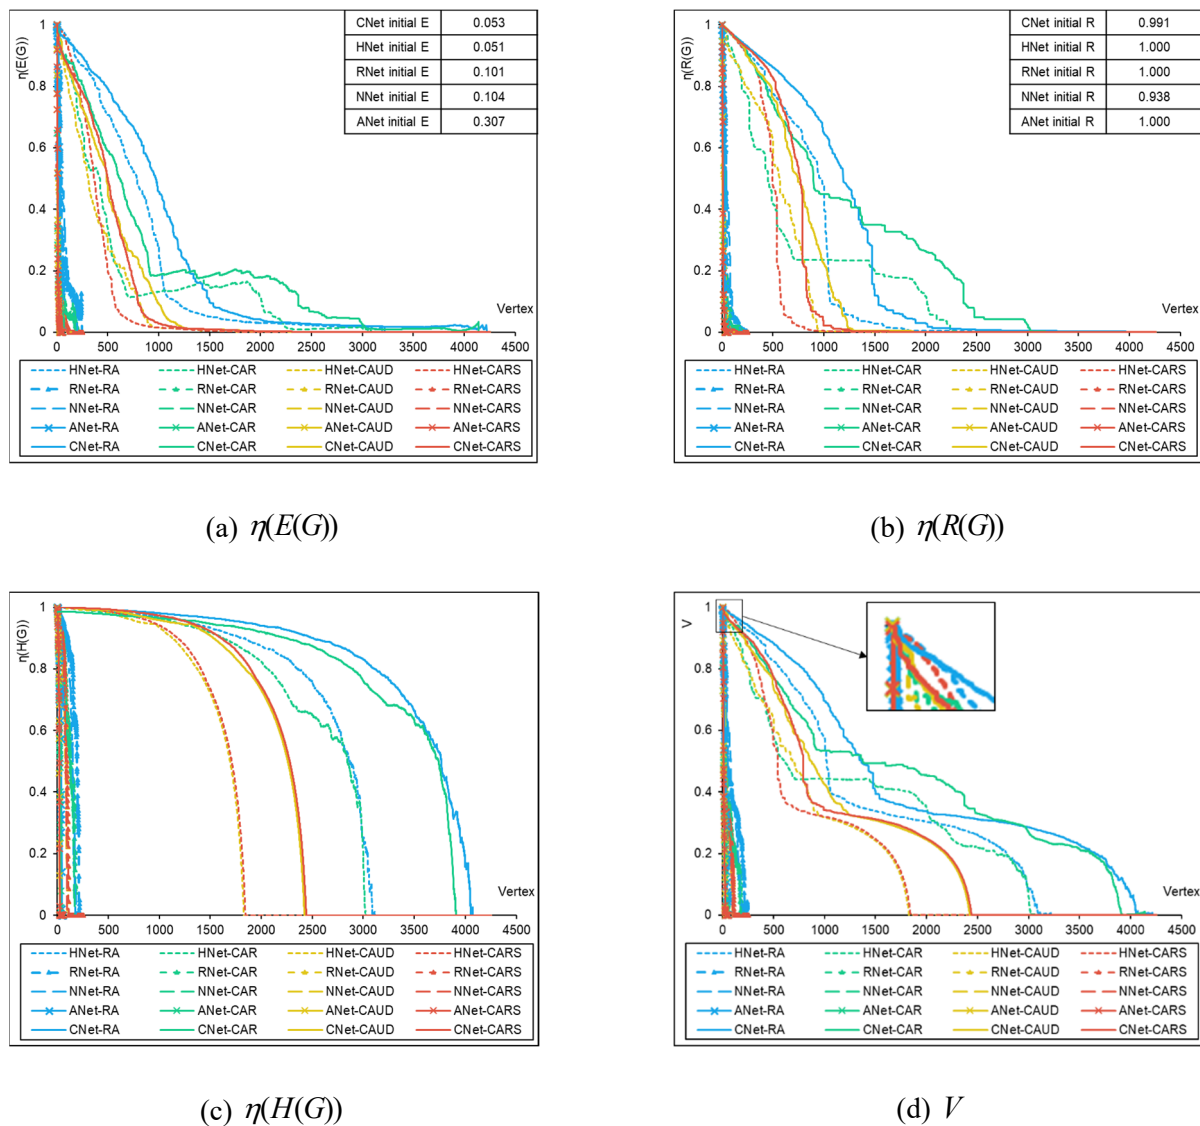 η(E(G))
CNet initial E 0.053
HNet initial E 0.051
RNet initial E 0.101
NNet initial E 0.104
ANet initial E 0.307
1
0.8
0.6
0.4
0.2
0
Vertex
0 500 1000 1500 2000 2500 3000 3500 4000 4500
HNet-RA HNet-CAR HNet-CAUD HNet-CARS
RNet-RA RNet-CAR RNet-CAUD RNet-CARS
NNet-RA NNet-CAR NNet-CAUD NNet-CARS
ANet-RA ANet-CAR ANet-CAUD ANet-CARS
CNet-RA CNet-CAR CNet-CAUD CNet-CARS
(a) η(E(G))
η(R(G))
CNet initial R 0.991
HNet initial R 1.000
RNet initial R 1.000
NNet initial R 0.938
ANet initial R 1.000
1
0.8
0.6
0.4
0.2
0
Vertex
0 500 1000 1500 2000 2500 3000 3500 4000 4500
HNet-RA HNet-CAR HNet-CAUD HNet-CARS
RNet-RA RNet-CAR RNet-CAUD RNet-CARS
NNet-RA NNet-CAR NNet-CAUD NNet-CARS
ANet-RA ANet-CAR ANet-CAUD ANet-CARS
CNet-RA CNet-CAR CNet-CAUD CNet-CARS
(b) η(R(G))
η(H(G))
1
0.8
0.6
0.4
0.2
0
Vertex
0 500 1000 1500 2000 2500 3000 3500 4000 4500
HNet-RA HNet-CAR HNet-CAUD HNet-CARS
RNet-RA RNet-CAR RNet-CAUD RNet-CARS
NNet-RA NNet-CAR NNet-CAUD NNet-CARS
ANet-RA ANet-CAR ANet-CAUD ANet-CARS
CNet-RA CNet-CAR CNet-CAUD CNet-CARS
(c) η(H(G))
V
1
0.8
0.6
0.4
0.2
0
Vertex
0 500 1000 1500 2000 2500 3000 3500 4000 4500
HNet-RA HNet-CAR HNet-CAUD HNet-CARS
RNet-RA RNet-CAR RNet-CAUD RNet-CARS
NNet-RA NNet-CAR NNet-CAUD NNet-CARS
ANet-RA ANet-CAR ANet-CAUD ANet-CARS
CNet-RA CNet-CAR CNet-CAUD CNet-CARS
(d) V